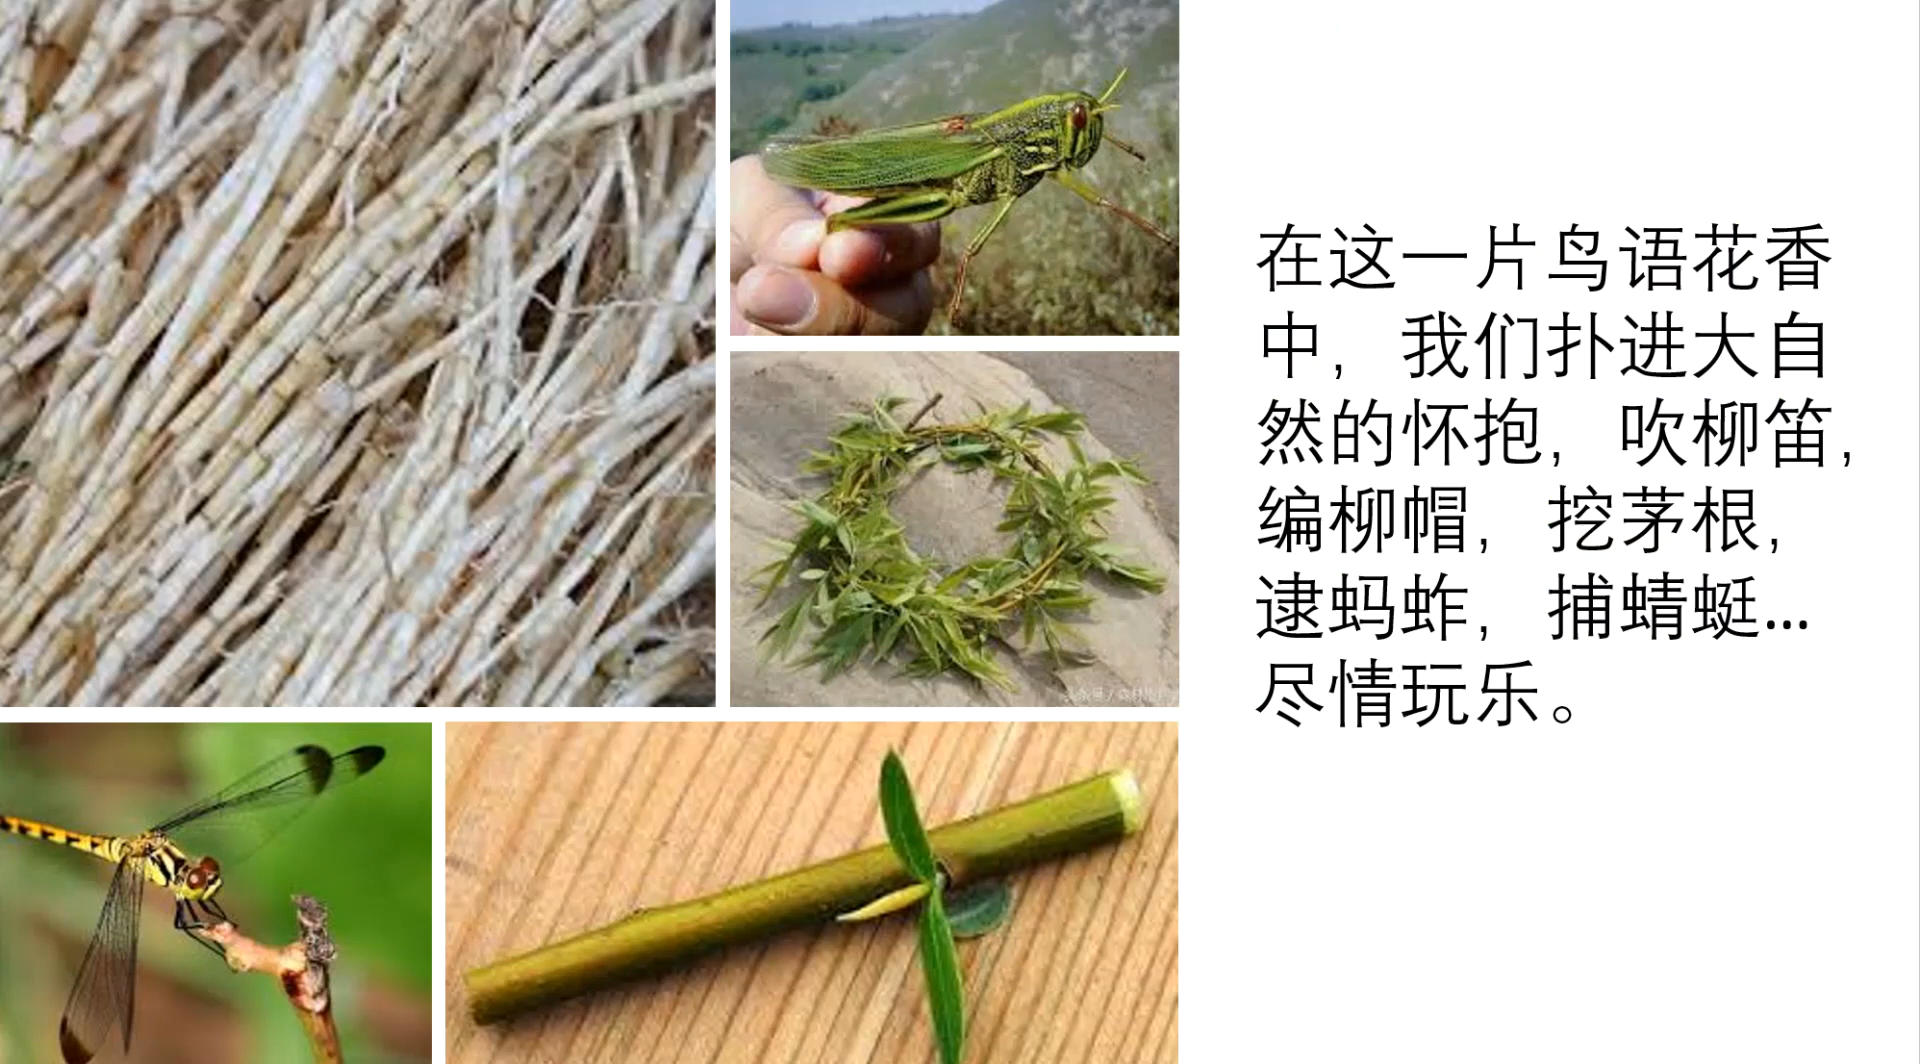 在这一片鸟语花香
中，我们扑进大自
然的怀抱，吹柳笛，
编柳帽，挖茅根，
逮蚂蚱，捕蜻蜓...
尽情玩乐。